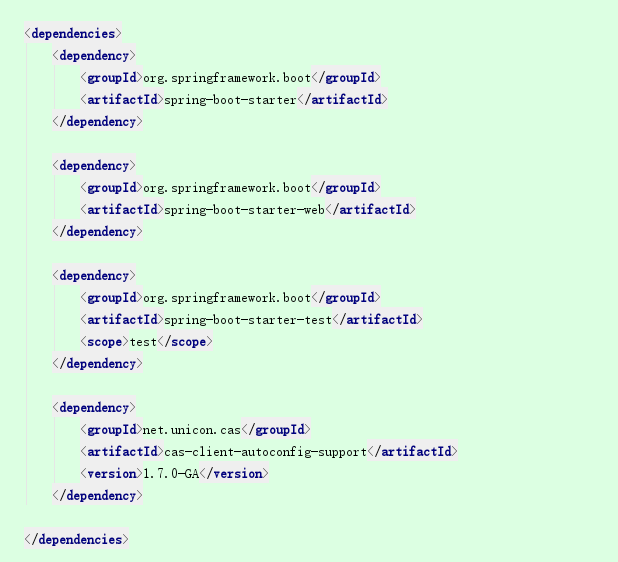 <dependencies>
<dependency>
<groupId>org.springframework.boot</groupId>
<artifactId>spring-boot-starter</artifactId>
</dependency>
<dependency>
<groupId>org.springframework.boot</groupId>
<artifactId>spring-boot-starter-web</artifactId>
</dependency>
<dependency>
<groupId>org.springframework.boot</groupId>
<artifactId>spring-boot-starter-test</artifactId>
<scope>test</scope>
</dependency>
<dependency>
<groupId>net.unicon.cas</groupId>
<artifactId>cas-client-autoconfig-support</artifactId>
<version>1.7.0-GA</version>
</dependency>
</dependencies>